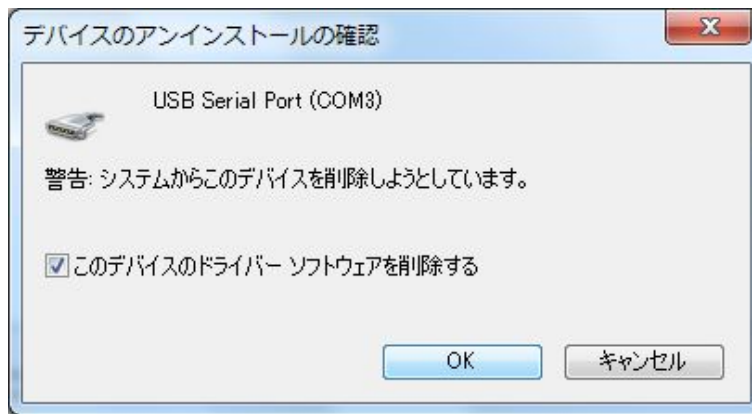 デバイスのアンインストールの確認
USB Serial Port (COM3)
警告: システムからこのデバイスを削除しようとしています。
このデバイスのドライバー ソフトウェアを削除する
OK
キャンセル